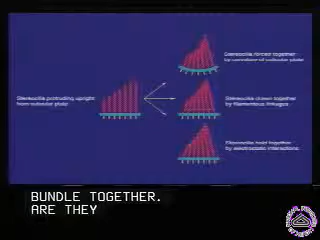 Stereocilia forced together
by curvature of cuticular plate
Stereocilia protruding upright
from cuticular plate
Stereocilia drawn together
by filamentous linkages
Stereocilia held together
by electrostatic interactions
BUNDLE TOGETHER.
ARE THEY